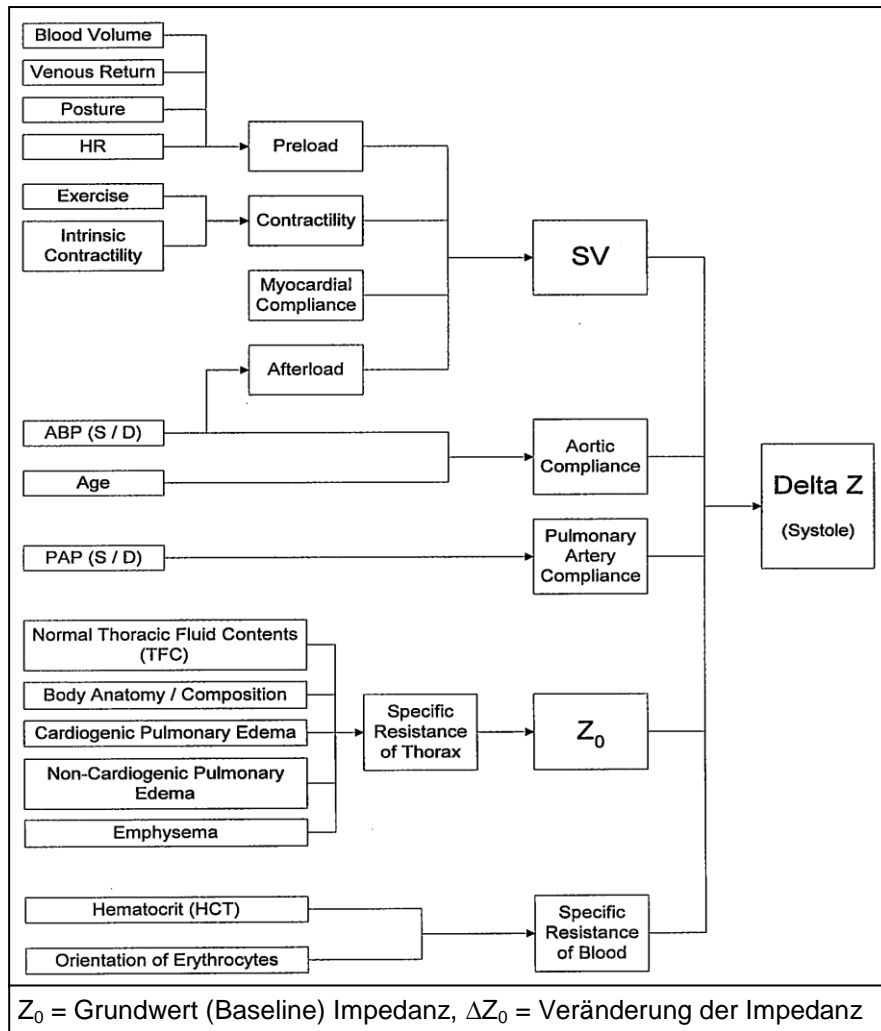 Blood Volume
Venous Return
Posture
HR
Preload
Exercise
Intrinsic
Contractility
Contractility
Myocardial
Compliance
Afterload
SV
ABP (S / D)
Age
Aortic
Compliance
PAP (S / D)
Pulmonary
Artery
Compliance
Delta Z
(Systole)
Normal Thoracic Fluid Contents
(TFC)
Body Anatomy / Composition
Cardiogenic Pulmonary Edema
Non-Cardiogenic Pulmonary
Edema
Emphysema
Specific
Resistance
of Thorax
Z₀
Hematocrit (HCT)
Orientation of Erythrocytes
Specific
Resistance
of Blood
Z₀ = Grundwert (Baseline) Impedanz, ΔZ₀ = Veränderung der Impedanz